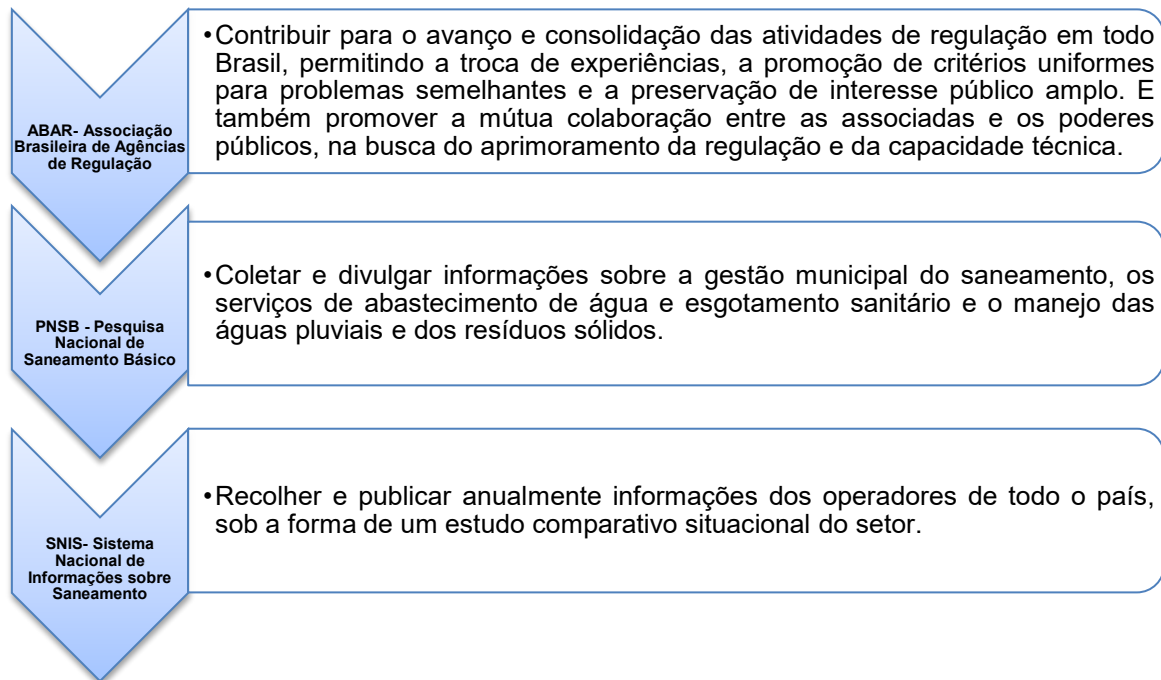 •Contribuir para o avanço e consolidação das atividades de regulação em todo
Brasil, permitindo a troca de experiências, a promoção de critérios uniformes
para problemas semelhantes e a preservação de interesse público amplo. E
também promover a mútua colaboração entre as associadas e os poderes
públicos, na busca do aprimoramento da regulação e da capacidade técnica.
ABAR- Associação
Brasileira de Agências
de Regulação
•Coletar e divulgar informações sobre a gestão municipal do saneamento, os
serviços de abastecimento de água e esgotamento sanitário e o manejo das
águas pluviais e dos resíduos sólidos.
PNSB - Pesquisa
Nacional de
Saneamento Básico
•Recolher e publicar anualmente informações dos operadores de todo o país,
sob a forma de um estudo comparativo situacional do setor.
SNIS- Sistema
Nacional de
Informações sobre
Saneamento